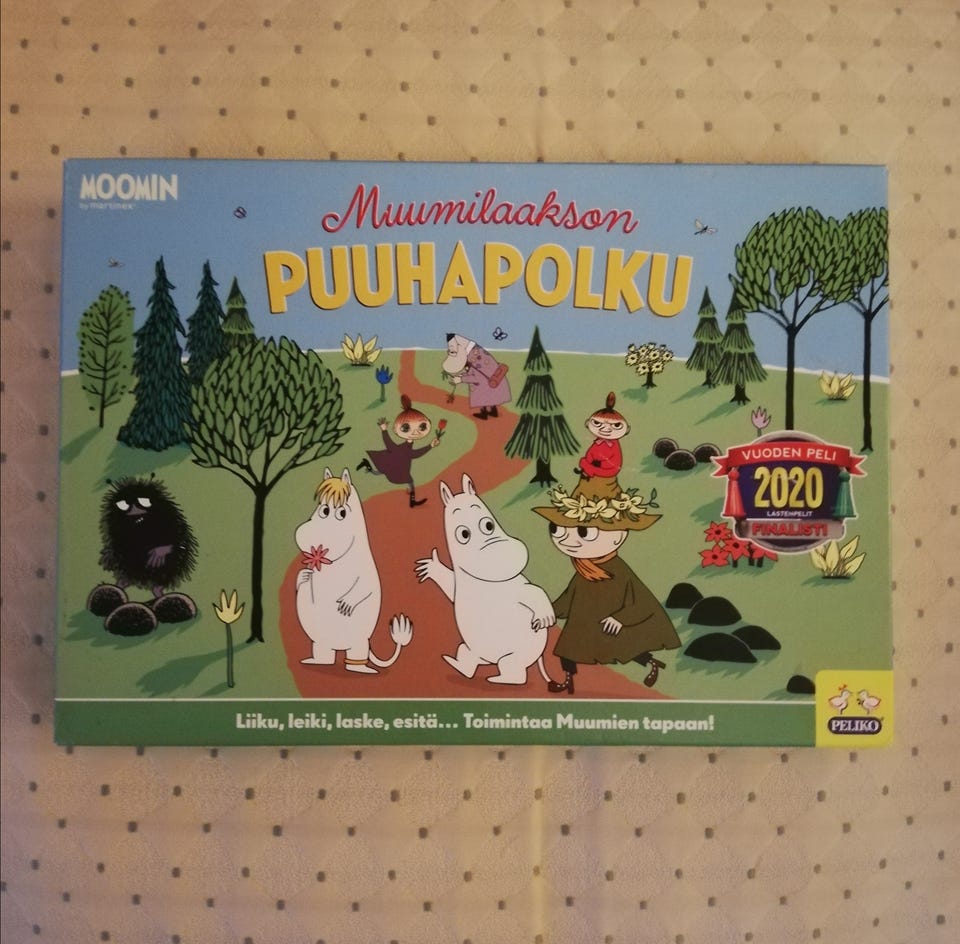 MOOMIN
by martinex
Muumilaakson
PUUHAPOLKU
VUODEN PELI
2020
LASTENPELIT
FINALISTI
Liiku, leiki, laske, esitä... Toimintaa Muumien tapaan!
PELIKO